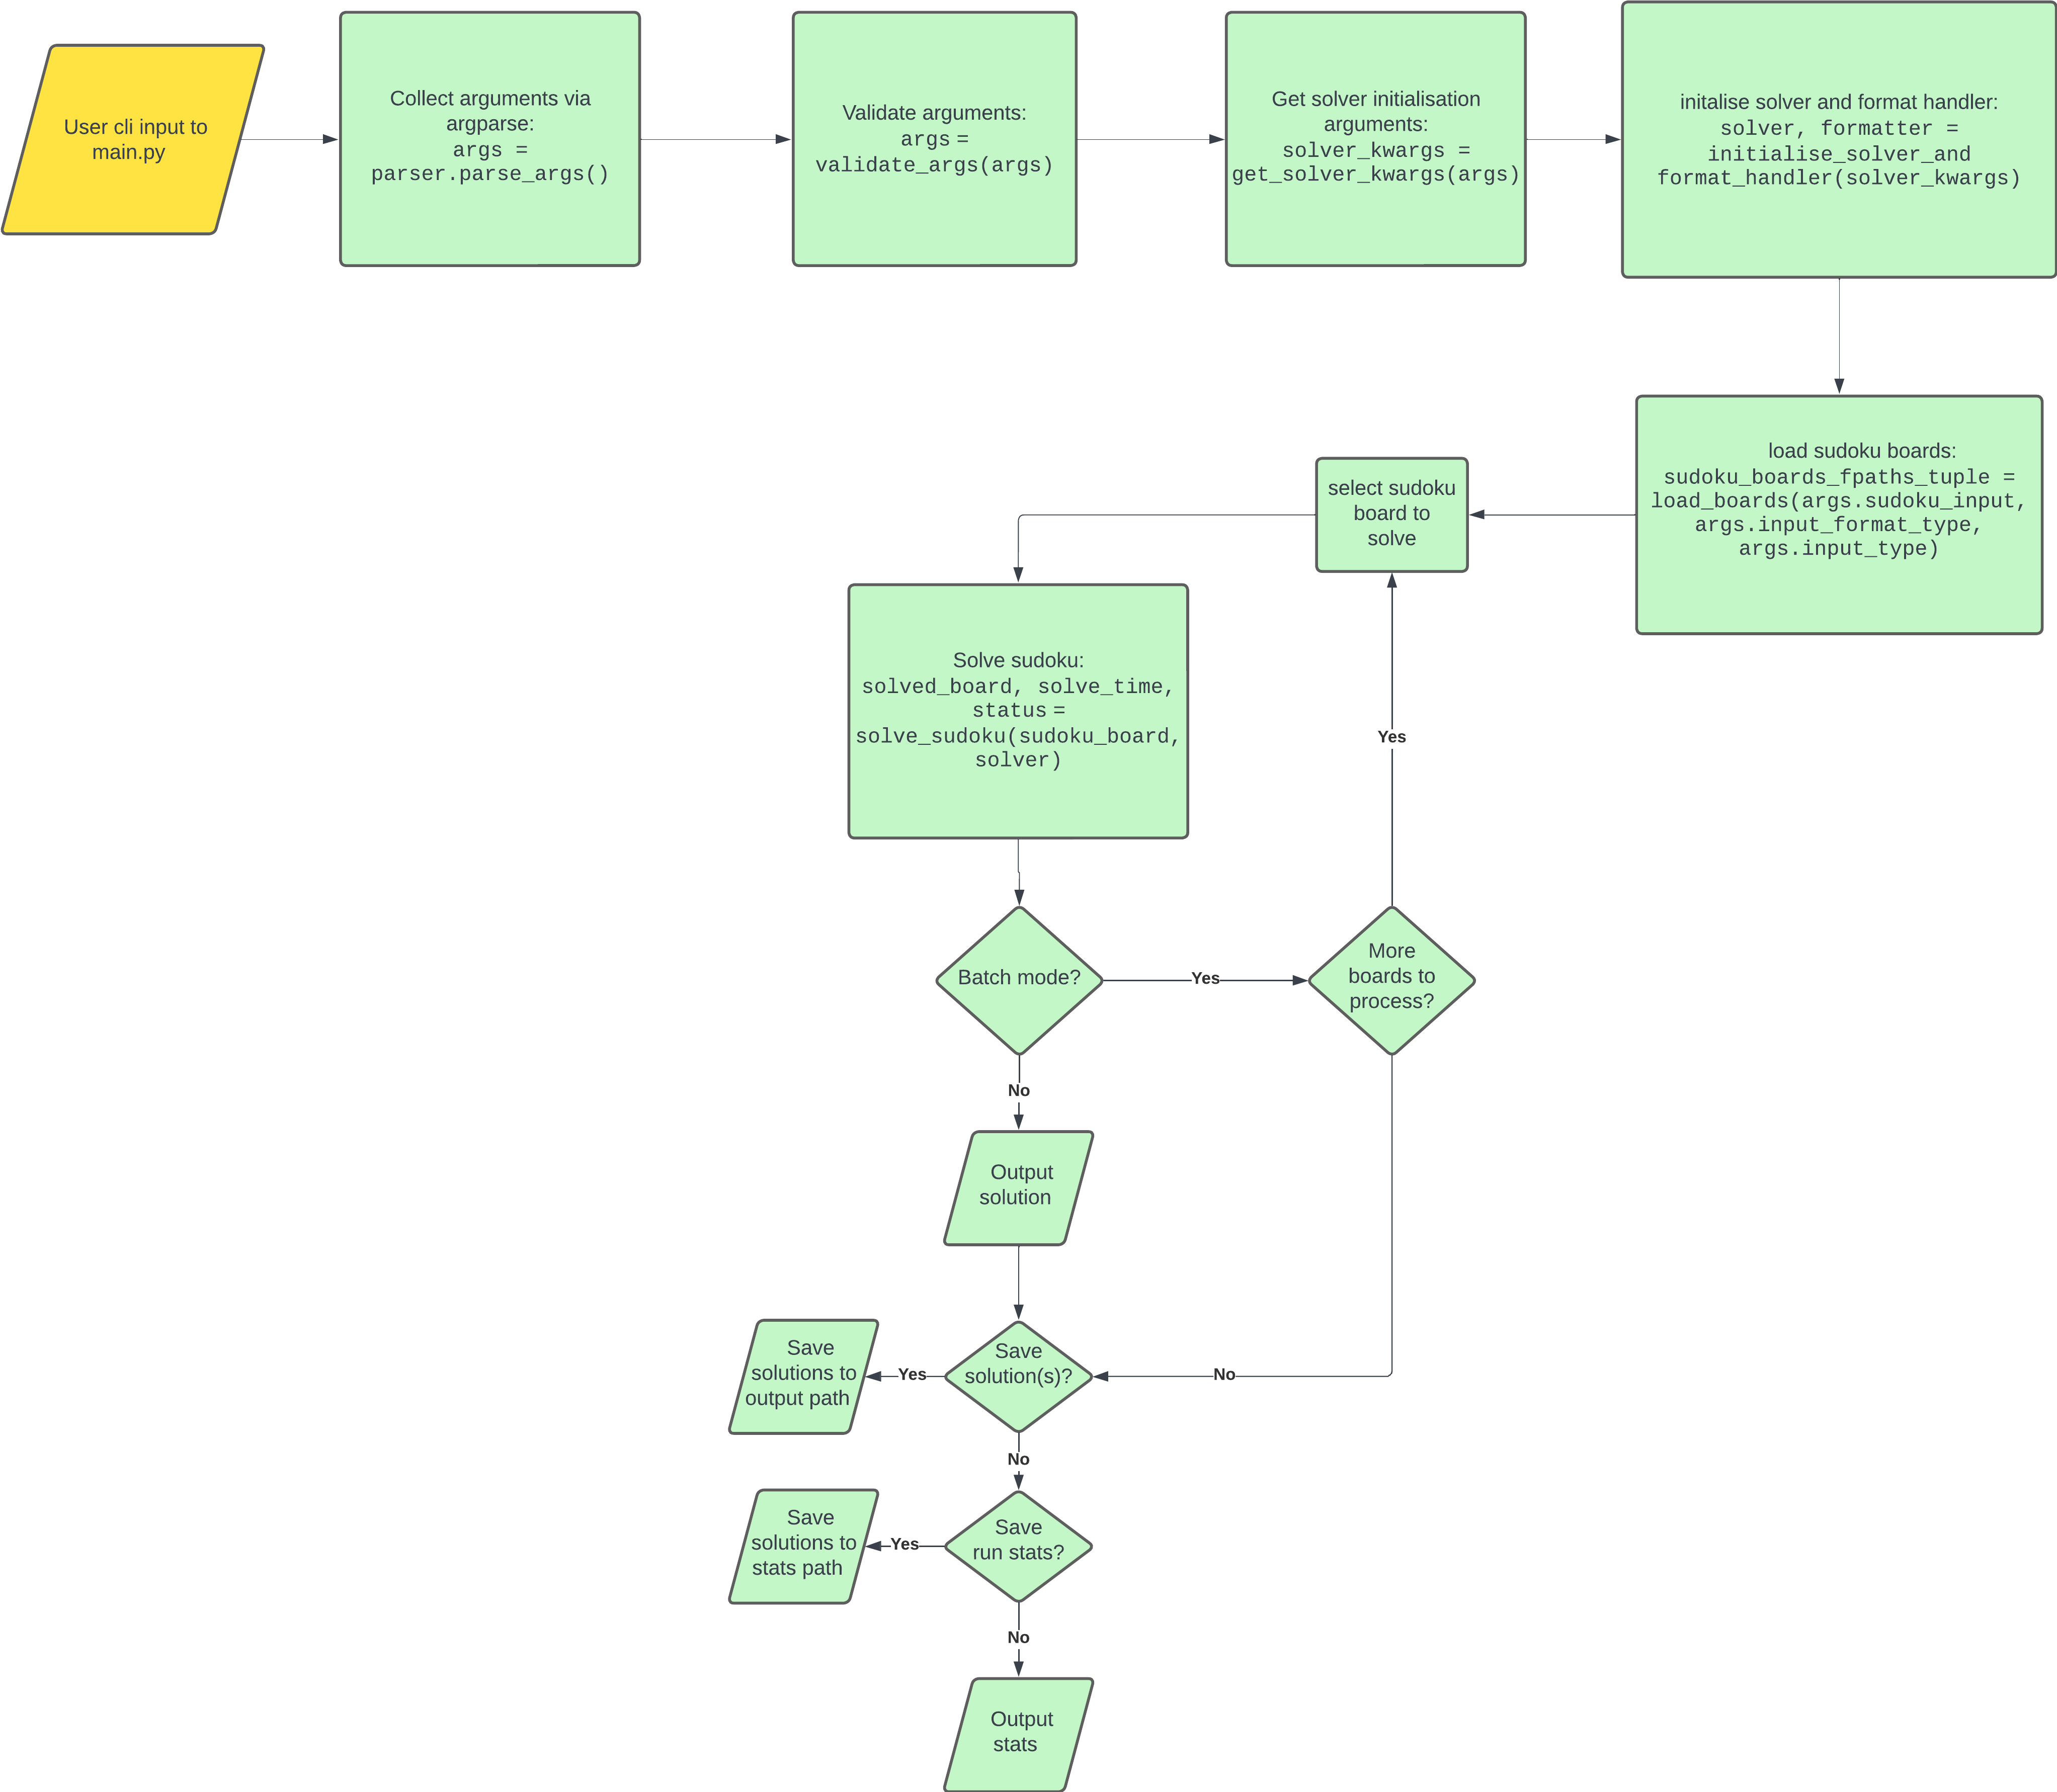 User cli input to
main.py
Collect arguments via
argparse:
args =
parser.parse_args()
Validate arguments:
args =
validate_args(args)
Get solver initialisation
arguments:
solver_kwargs =
get_solver_kwargs(args)
initalise solver and format handler:
solver, formatter =
initialise_solver_and
format_handler(solver_kwargs)
load sudoku boards:
sudoku_boards_fpaths_tuple =
load_boards(args.sudoku_input,
args.input_format_type,
args.input_type)
select sudoku
board to
solve
Solve sudoku:
solved_board, solve_time,
status =
solve_sudoku(sudoku_board,
solver)
Yes
Batch mode?
Yes
More
boards to
process?
No
Output
solution
Save
solutions to
output path
Yes
Save
solution(s)?
No
No
Save
solutions to
stats path
Yes
Save
run stats?
No
Output
stats